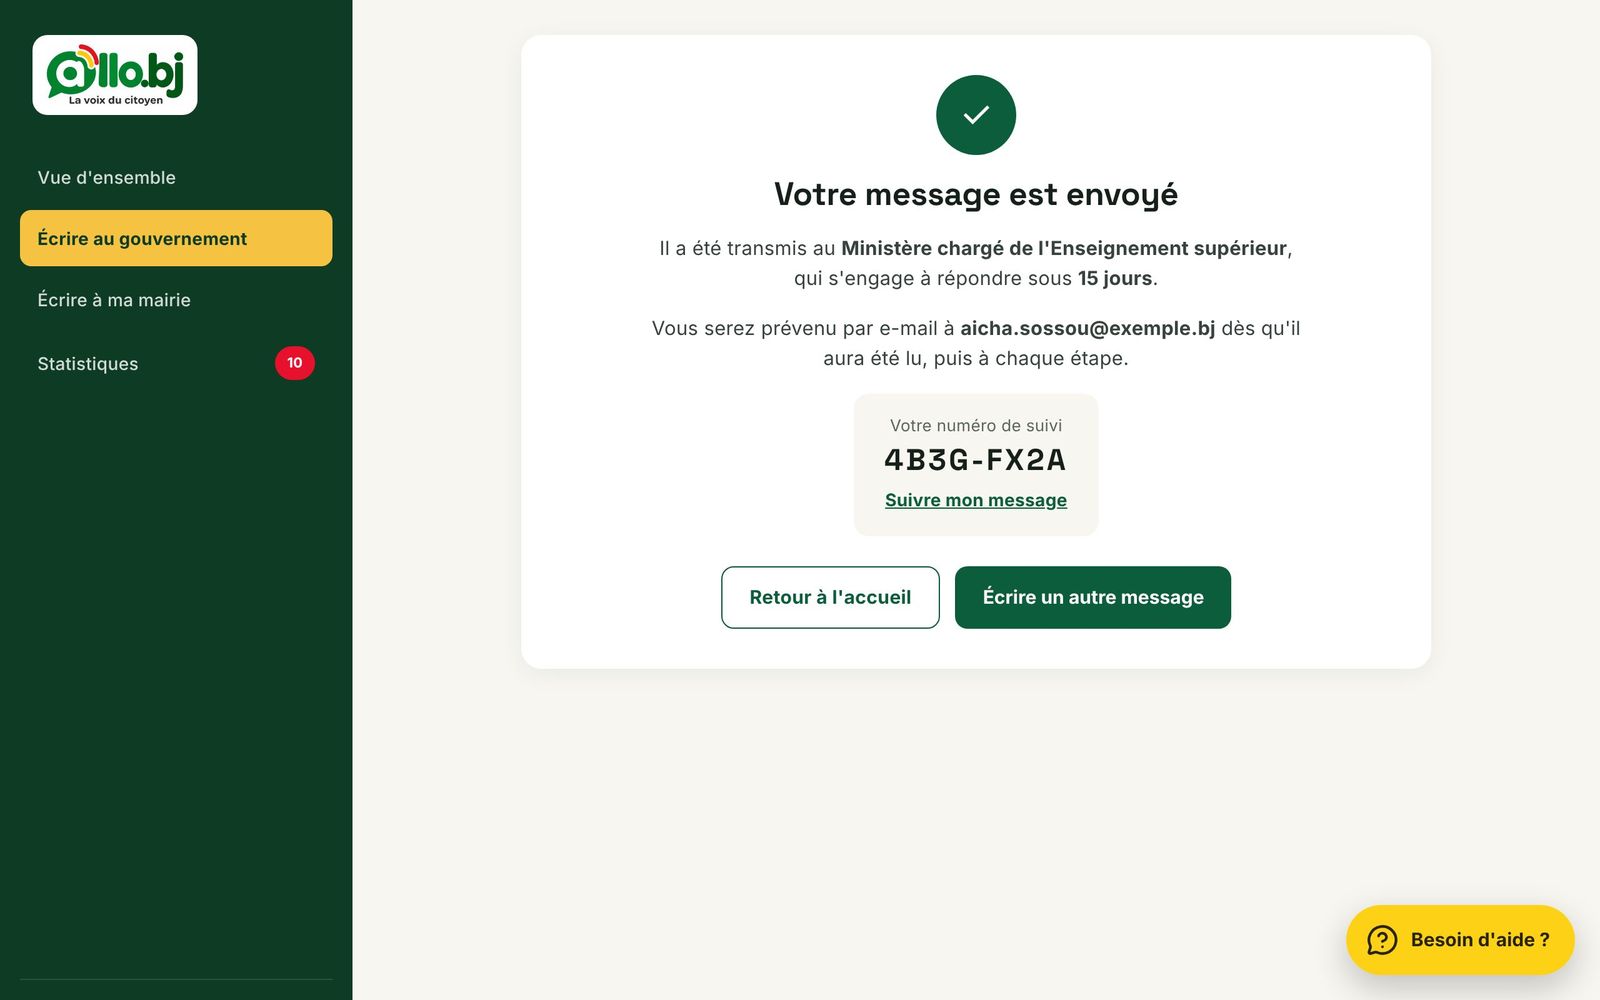 allo.bj
La voix du citoyen
Vue d'ensemble
Écrire au gouvernement
Écrire à ma mairie
Statistiques 10
Votre message est envoyé
Il a été transmis au Ministère chargé de l'Enseignement supérieur,
qui s'engage à répondre sous 15 jours.
Vous serez prévenu par e-mail à aicha.sossou@exemple.bj dès qu'il
aura été lu, puis à chaque étape.
Votre numéro de suivi
4B3G-FX2A
Suivre mon message
Retour à l'accueil
Écrire un autre message
Besoin d'aide ?